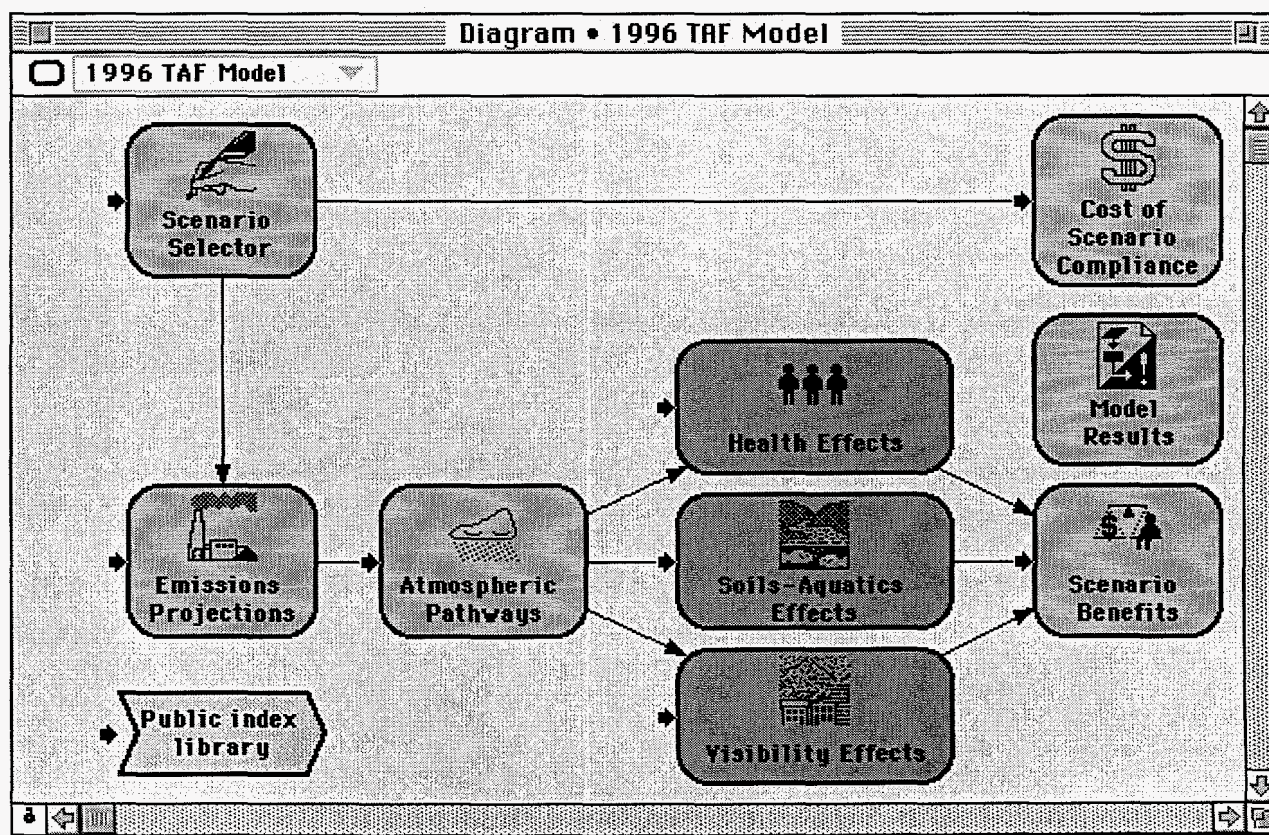 Diagram • 1996 TAF Model
1996 TAF Model
Scenario
Selector
$
Cost of
Scenario
Compliance
Model
Results
Health Effects
Emissions
Projections
Atmospheric
Pathways
Soils-Aquatics
Effects
$
Scenario
Benefits
Public index
library
Visibility Effects